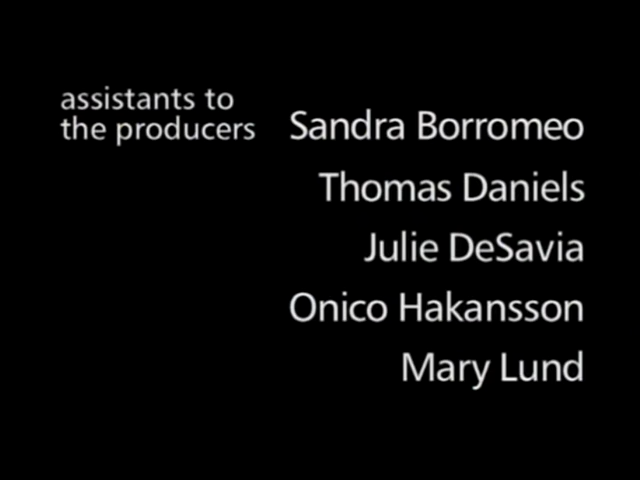 assistants to
the producers
Sandra Borromeo
Thomas Daniels
Julie DeSavia
Onico Hakansson
Mary Lund